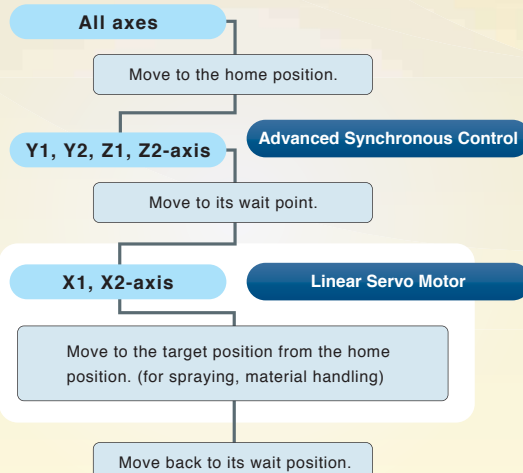 All axes
Move to the home position.
Y1, Y2, Z1, Z2-axis
Advanced Synchronous Control
Move to its wait point.
X1, X2-axis
Linear Servo Motor
Move to the target position from the home
position. (for spraying, material handling)
Move back to its wait position.